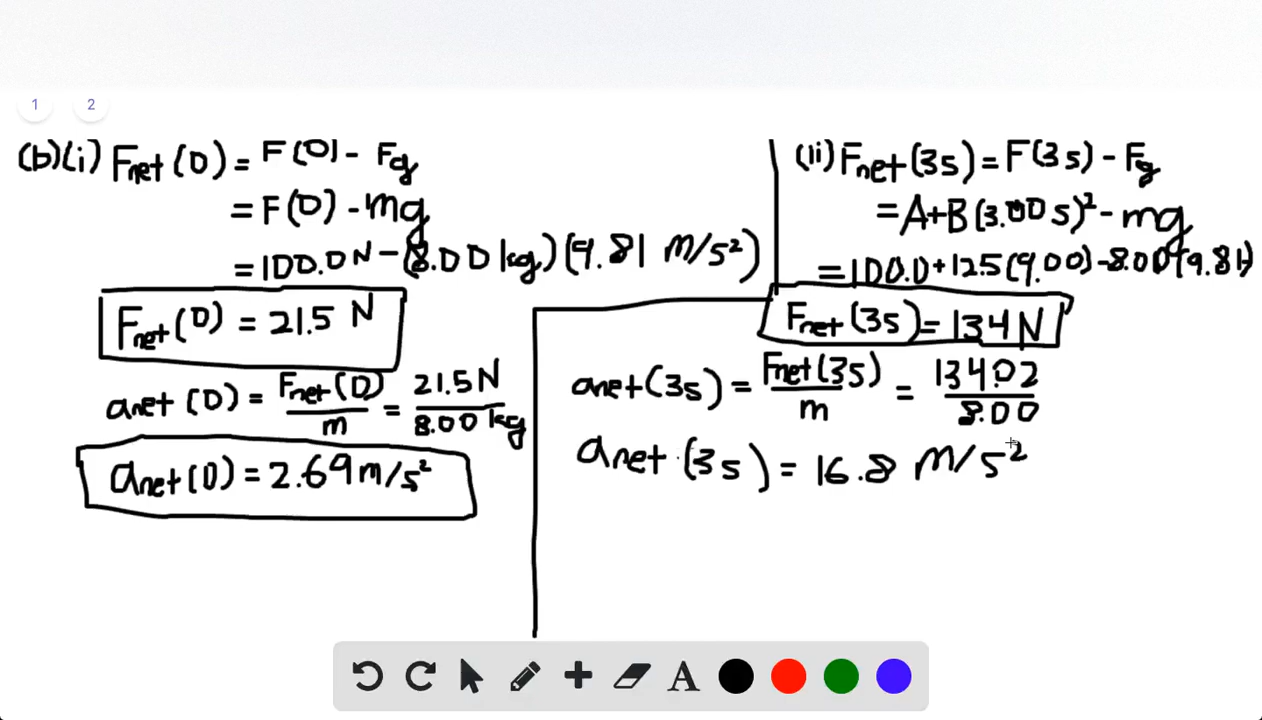 1 2
(b)(i) Fnet(0) = F(0) - Fg
= F(0) - mg
= 100.0 N - (8.00 kg)(9.81 m/s²)
Fnet(0) = 21.5 N
anet(0) = Fnet(0)/m = 21.5 N/8.00 kg
anet(0) = 2.69 m/s²
(ii) Fnet(3s) = F(3s) - Fg
= A+B(3.00 s)² - mg
= 100.0 + 12.5(9.00) - 8.00(9.81)
Fnet(3s) = 134 N
anet(3s) = Fnet(3s)/m = 134.02/8.00
anet(3s) = 16.8 m/s²
A